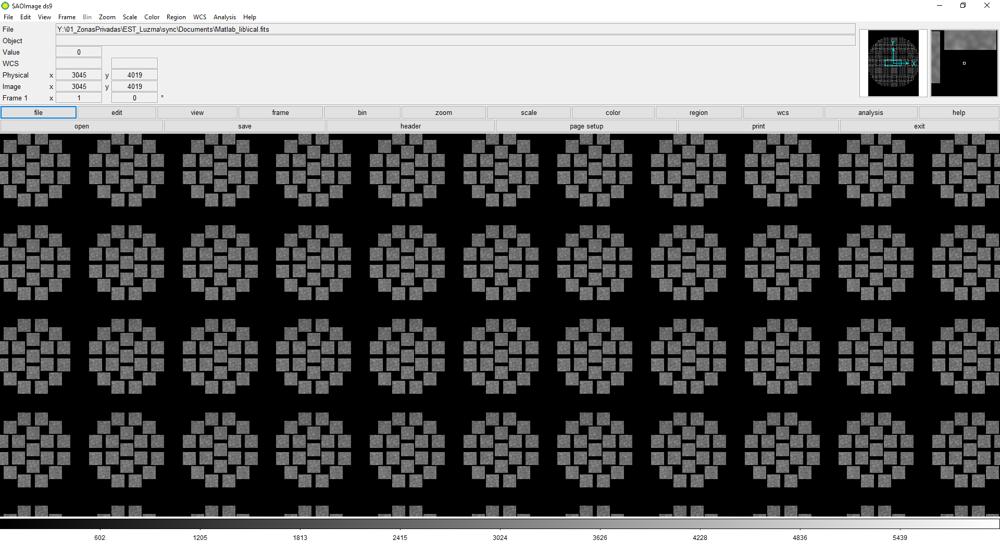 SAOImage ds9
File Edit View Frame Bin Zoom Scale Color Region WCS Analysis Help
File Y:\01_ZonasPrivadas\EST_Luzma\sync\Documents\Matlab_lib\ical.fits
Object
Value 0
WCS
Physical x 3045 y 4019
Image x 3045 y 4019
Frame 1 x 1 0 °
Y
X
file edit view frame bin zoom scale color region wcs analysis help
open save header page setup print exit
602 1205 1813 2415 3024 3626 4228 4836 5439